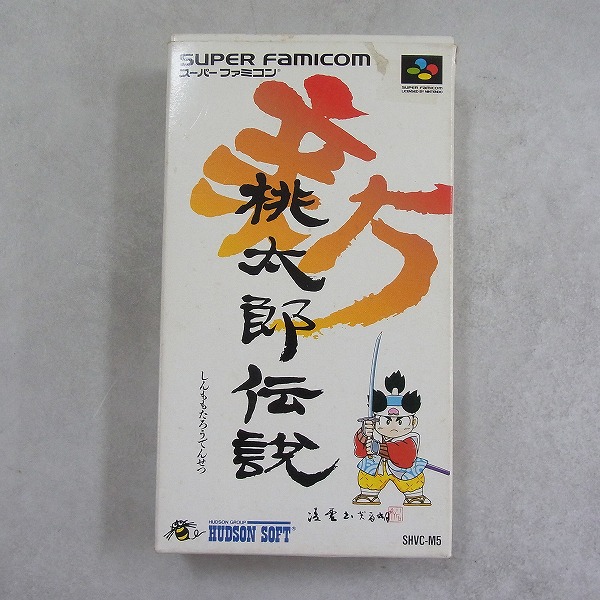 SUPER FAMICOM
スーパーファミコン®
SUPER FAMICOM
LICENSED BY NINTENDO
新
桃太郎伝説
しんももたろうでんせつ
HUDSON GROUP
HUDSON SOFT®
SHVC-M5